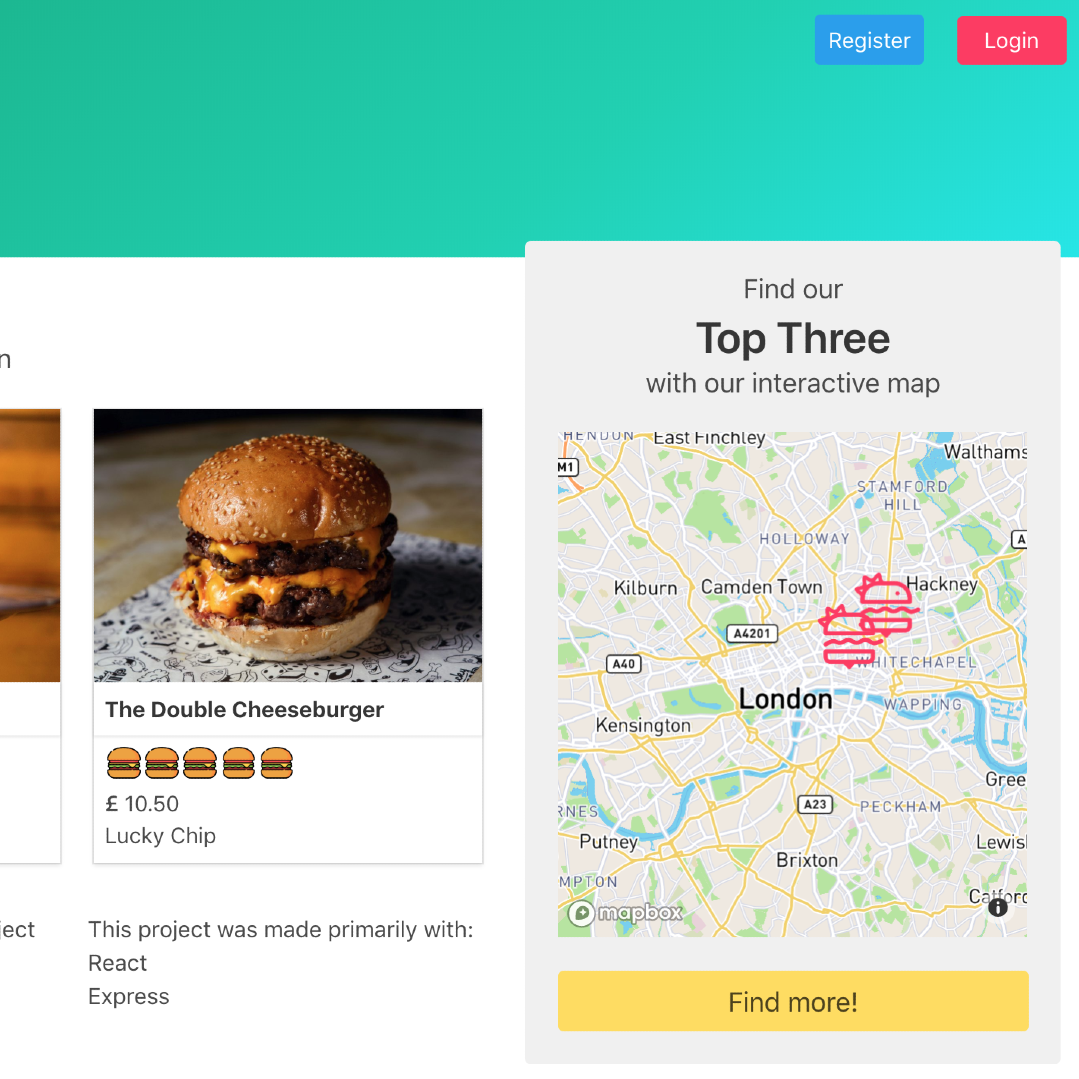 Register
Login
Find our
Top Three
with our interactive map
n
The Double Cheeseburger
£ 10.50
Lucky Chip
HENDON
East Finchley
Walthams
M1
STAMFORD
HILL
HOLLOWAY
A
Kilburn
Camden Town
Hackney
A4201
A40
WHITECHAPEL
London
WAPPING
Kensington
Gree
A23
PECKHAM
RNES
Putney
Lewis
Brixton
MPTON
Catford
mapbox
ject
This project was made primarily with:
React
Express
Find more!